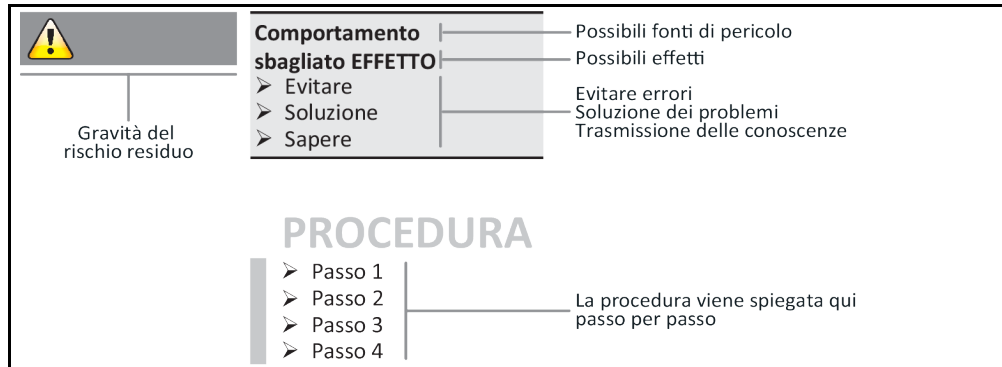 Comportamento
sbagliato EFFETTO
➢ Evitare
➢ Soluzione
➢ Sapere
Possibili fonti di pericolo
Possibili effetti
Evitare errori
Soluzione dei problemi
Trasmissione delle conoscenze
Gravità del
rischio residuo
PROCEDURA
➢ Passo 1
➢ Passo 2
➢ Passo 3
➢ Passo 4
La procedura viene spiegata qui
passo per passo